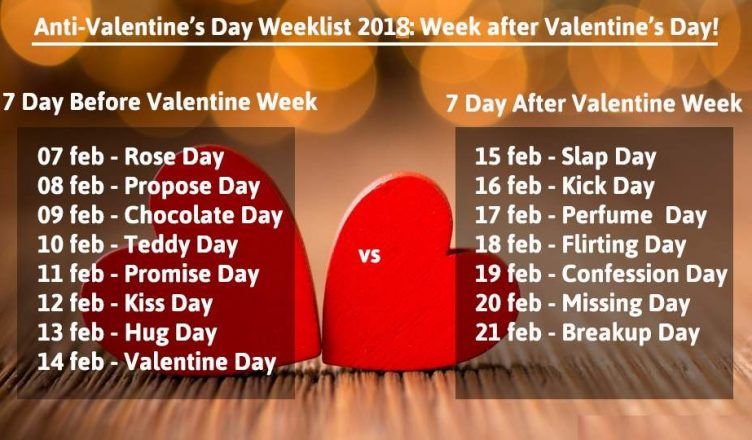 Anti-Valentine's Day Weeklist 2018: Week after Valentine's Day!
7 Day Before Valentine Week
07 feb - Rose Day
08 feb - Propose Day
09 feb - Chocolate Day
10 feb - Teddy Day
11 feb - Promise Day
12 feb - Kiss Day
13 feb - Hug Day
14 feb - Valentine Day
vs
7 Day After Valentine Week
15 feb - Slap Day
16 feb - Kick Day
17 feb - Perfume  Day
18 feb - Flirting Day
19 feb - Confession Day
20 feb - Missing Day
21 feb - Breakup Day